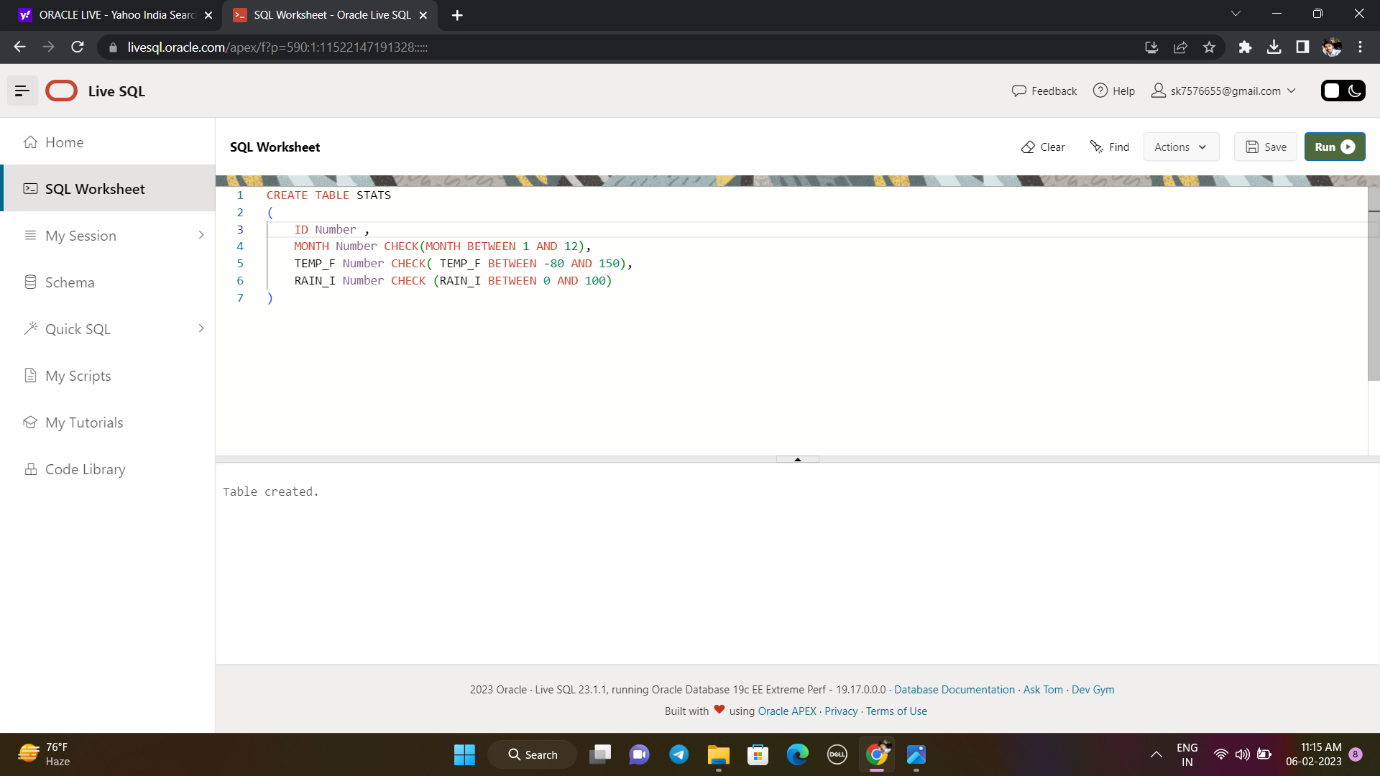 ORACLE LIVE - Yahoo India Searc
SQL Worksheet - Oracle Live SQL
livesql.oracle.com/apex/f?p=590:1:11522147191328:::::
Live SQL
Feedback
Help
sk7576655@gmail.com
Home
SQL Worksheet
My Session
Schema
Quick SQL
My Scripts
My Tutorials
Code Library
SQL Worksheet
Clear
Find
Actions
Save
Run
1 CREATE TABLE STATS
2 (
3 ID Number ,
4 MONTH Number CHECK(MONTH BETWEEN 1 AND 12),
5 TEMP_F Number CHECK( TEMP_F BETWEEN -80 AND 150),
6 RAIN_I Number CHECK (RAIN_I BETWEEN 0 AND 100)
7 )
Table created.
2023 Oracle · Live SQL 23.1.1, running Oracle Database 19c EE Extreme Perf - 19.17.0.0.0 · Database Documentation · Ask Tom · Dev Gym
Built with ❤ using Oracle APEX · Privacy · Terms of Use
76°F
Haze
Search
DELL
ENG
IN
11:15 AM
06-02-2023
8